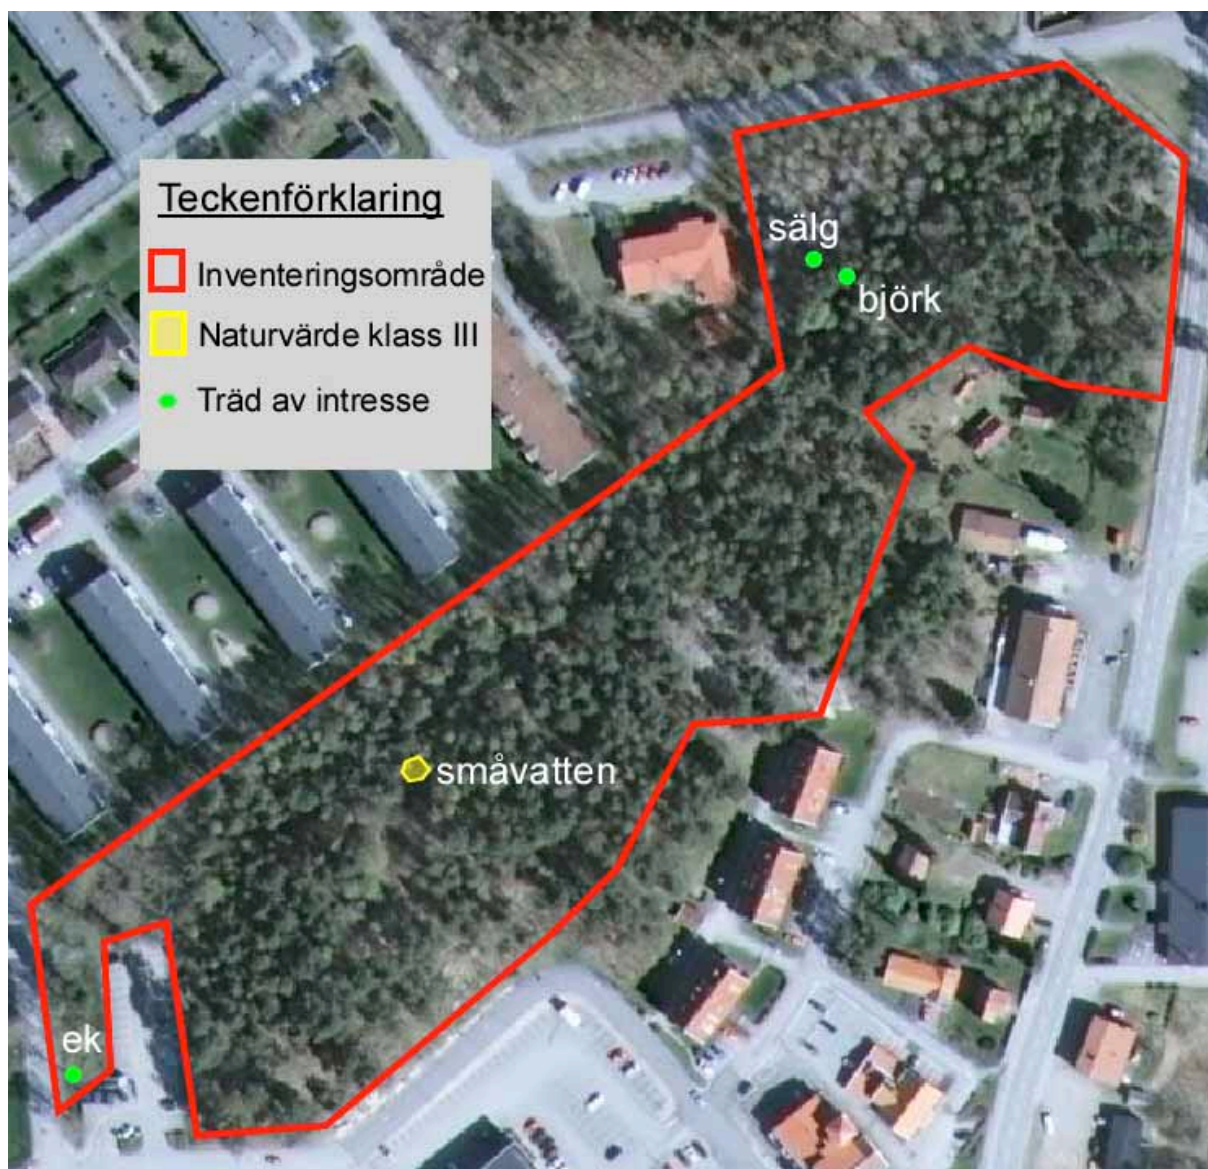 Teckenförklaring
Inventeringsområde
Naturvärde klass III
Träd av intresse
sälg
björk
småvatten
ek